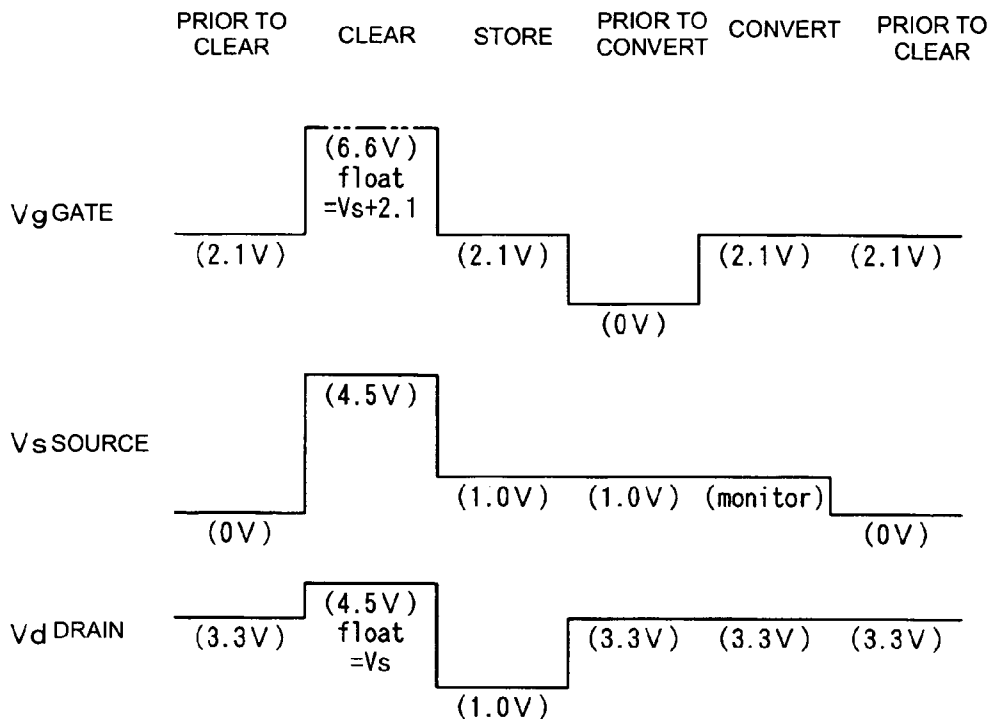 PRIOR TO
CLEAR
CLEAR
STORE
PRIOR TO
CONVERT
CONVERT
PRIOR TO
CLEAR
Vg GATE
(2.1V)
(6.6V)
float
=Vs+2.1
(2.1V)
(0V)
(2.1V)
(2.1V)
Vs SOURCE
(0V)
(4.5V)
(1.0V)
(1.0V)
(monitor)
(0V)
Vd DRAIN
(3.3V)
(4.5V)
float
=Vs
(1.0V)
(3.3V)
(3.3V)
(3.3V)